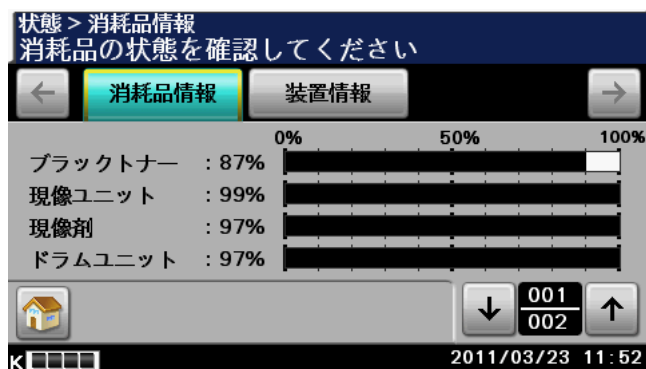 状態 > 消耗品情報
消耗品の状態を確認してください
← 消耗品情報 装置情報 →
0% 50% 100%
ブラックトナー : 87%
現像ユニット : 99%
現像剤 : 97%
ドラムユニット : 97%
↓ 001 ↑
002
K 2011/03/23 11:52